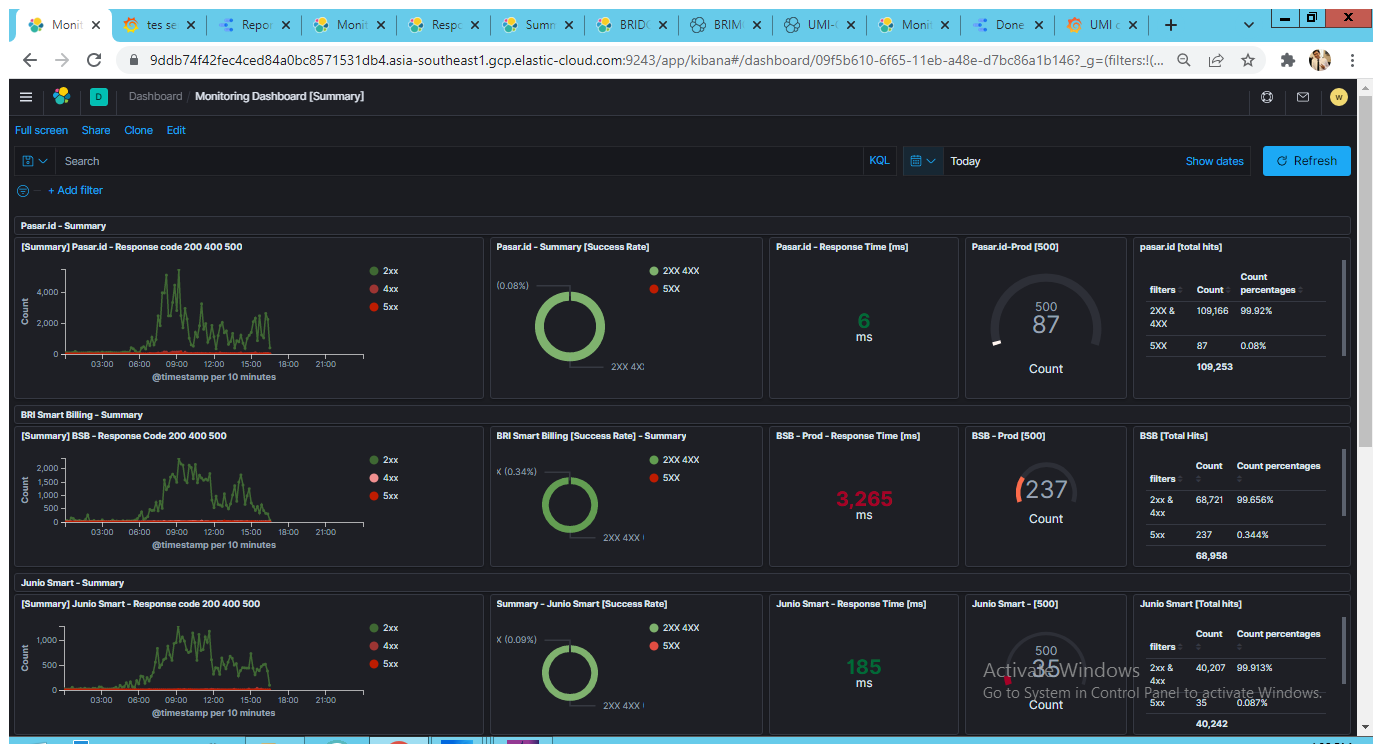 Monit
tes se
Repor
Monit
Respo
Summ
BRIDG
BRIMC
UMI-
Monit
Done
UMI c
9ddb74f42fec4ced84a0bc8571531db4.asia-southeast1.gcp.elastic-cloud.com:9243/app/kibana#/dashboard/09f5b610-6f65-11eb-a48e-d7bc86a1b146?_g=(filters:!(...
D Dashboard / Monitoring Dashboard [Summary] W
Full screen Share Clone Edit
Search KQL Today Show dates Refresh
+ Add filter
Pasar.id - Summary
[Summary] Pasar.id - Response code 200 400 500
Count
4,000
2,000
0
03:00 06:00 09:00 12:00 15:00 18:00 21:00
@timestamp per 10 minutes
2xx
4xx
5xx
Pasar.id - Summary [Success Rate]
(0.08%)
2XX 4XX
5XX
2XX 4X
Pasar.id - Response Time [ms]
6
ms
Pasar.id-Prod [500]
500
87
Count
pasar.id [total hits]
filters Count Count percentages
2XX & 4XX 109,166 99.92%
5XX 87 0.08%
109,253
BRI Smart Billing - Summary
[Summary] BSB - Response Code 200 400 500
Count
2,000
1,500
1,000
500
0
03:00 06:00 09:00 12:00 15:00 18:00 21:00
@timestamp per 10 minutes
2xx
4xx
5xx
BRI Smart Billing [Success Rate] - Summary
X (0.34%)
2XX 4XX
5XX
2XX 4XX (
BSB - Prod - Response Time [ms]
3,265
ms
BSB - Prod [500]
237
Count
BSB [Total Hits]
filters Count Count percentages
2xx & 4xx 68,721 99.656%
5xx 237 0.344%
68,958
Junio Smart - Summary
[Summary] Junio Smart - Response code 200 400 500
Count
1,000
500
0
03:00 06:00 09:00 12:00 15:00 18:00 21:00
@timestamp per 10 minutes
2xx
4xx
5xx
Summary - Junio Smart [Success Rate]
X (0.09%)
2XX 4XX
5XX
2XX 4XX (
Junio Smart - Response Time [ms]
185
ms
Junio Smart - [500]
500
35
Count
Junio Smart [Total hits]
filters Count Count percentages
2xx & 4xx 40,207 99.913%
5xx 35 0.087%
40,242
Activate Windows
Go to System in Control Panel to activate Windows.